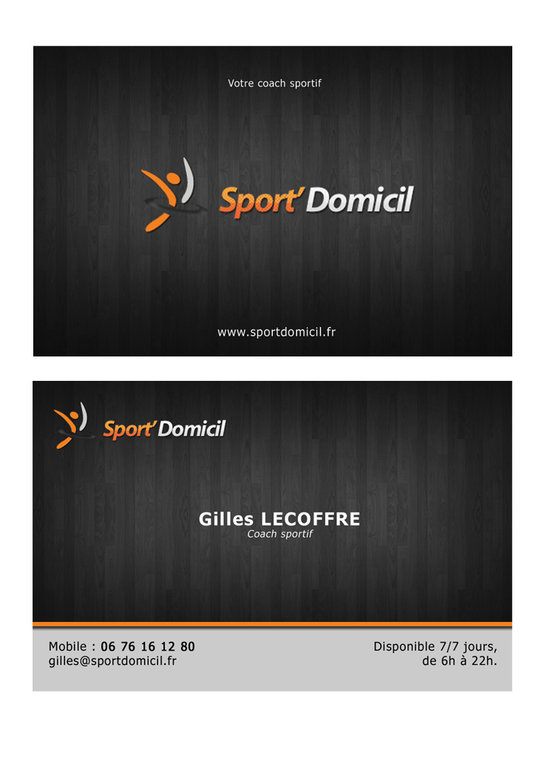 Votre coach sportif
Sport'Domicil
www.sportdomicil.fr
Sport'Domicil
Gilles LECOFFRE
Coach sportif
Mobile : 06 76 16 12 80
gilles@sportdomicil.fr
Disponible 7/7 jours,
de 6h à 22h.